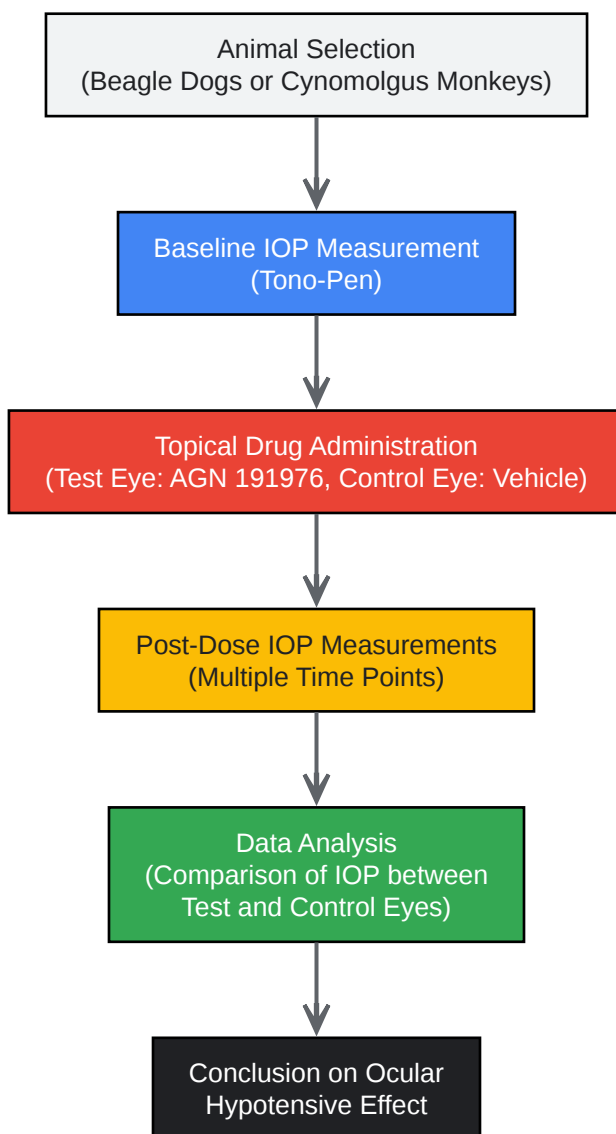 Animal Selection
(Beagle Dogs or Cynomolgus Monkeys)
Baseline IOP Measurement
(Tono-Pen)
Topical Drug Administration
(Test Eye: AGN 191976, Control Eye: Vehicle)
Post-Dose IOP Measurements
(Multiple Time Points)
Data Analysis
(Comparison of IOP between
Test and Control Eyes)
Conclusion on Ocular
Hypotensive Effect